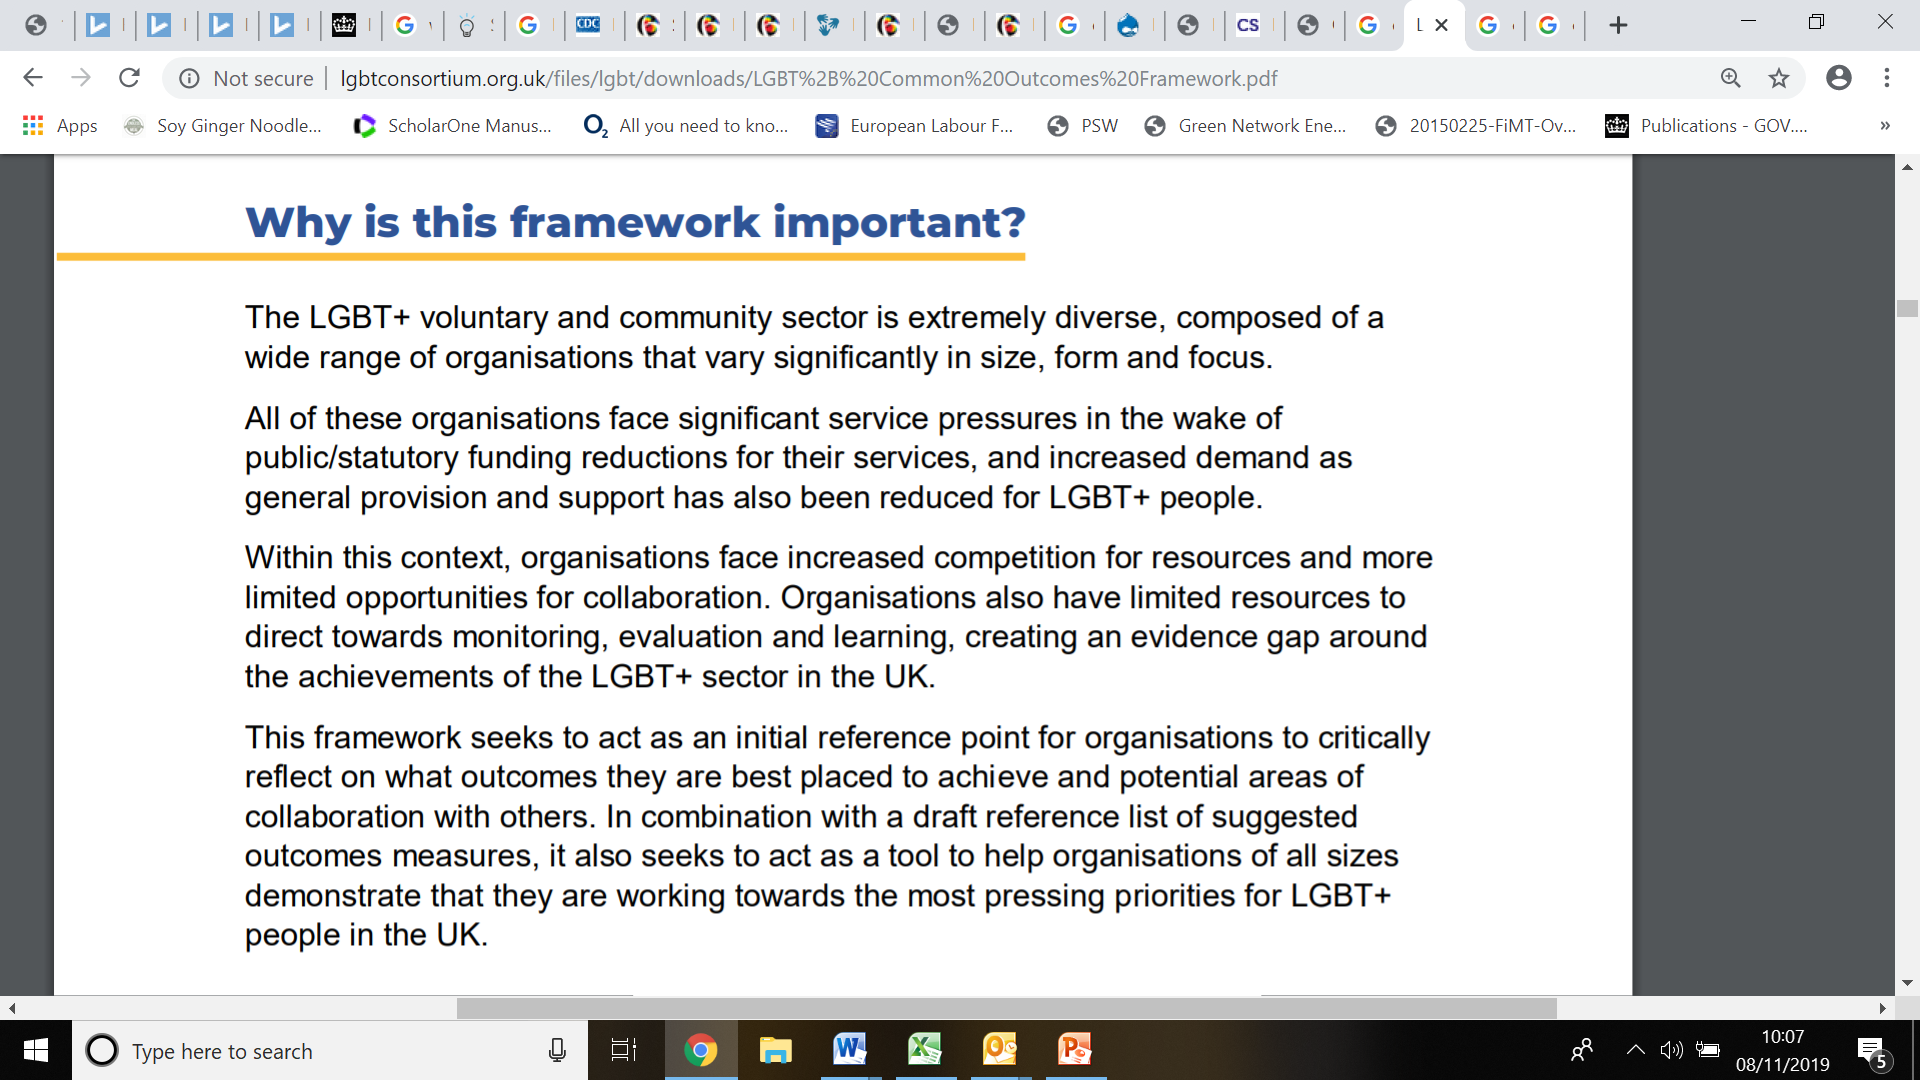 CDC
CS
L
Not secure
lgbtconsortium.org.uk/files/lgbt/downloads/LGBT%2B%20Common%20Outcomes%20Framework.pdf
Apps
Soy Ginger Noodle...
ScholarOne Manus...
O2
All you need to kno...
European Labour F...
PSW
Green Network Ene...
20150225-FiMT-Ov...
Publications - GOV....
»
Why is this framework important?
The LGBT+ voluntary and community sector is extremely diverse, composed of a
wide range of organisations that vary significantly in size, form and focus.
All of these organisations face significant service pressures in the wake of
public/statutory funding reductions for their services, and increased demand as
general provision and support has also been reduced for LGBT+ people.
Within this context, organisations face increased competition for resources and more
limited opportunities for collaboration. Organisations also have limited resources to
direct towards monitoring, evaluation and learning, creating an evidence gap around
the achievements of the LGBT+ sector in the UK.
This framework seeks to act as an initial reference point for organisations to critically
reflect on what outcomes they are best placed to achieve and potential areas of
collaboration with others. In combination with a draft reference list of suggested
outcomes measures, it also seeks to act as a tool to help organisations of all sizes
demonstrate that they are working towards the most pressing priorities for LGBT+
people in the UK.
Type here to search
10:07
08/11/2019
5